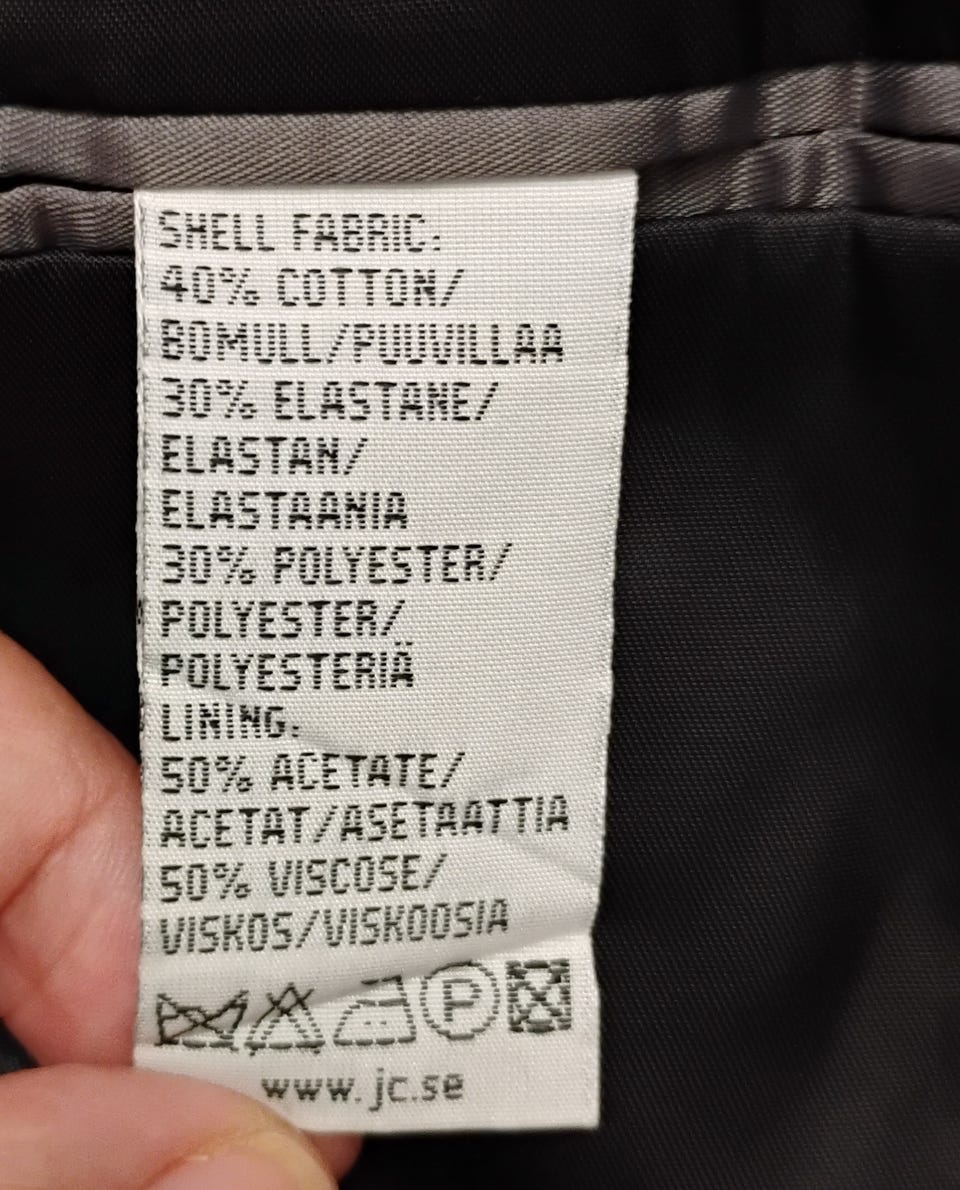 SHELL FABRIC:
40% COTTON/
BOMULL/PUUVILLAA
30% ELASTANE/
ELASTAN/
ELASTAANIA
30% POLYESTER/
POLYESTER/
POLYESTERIÄ
LINING:
50% ACETATE/
ACETAT/ASETAATTIA
50% VISCOSE/
VISKOS/VISKOOSIA
P
www.jc.se